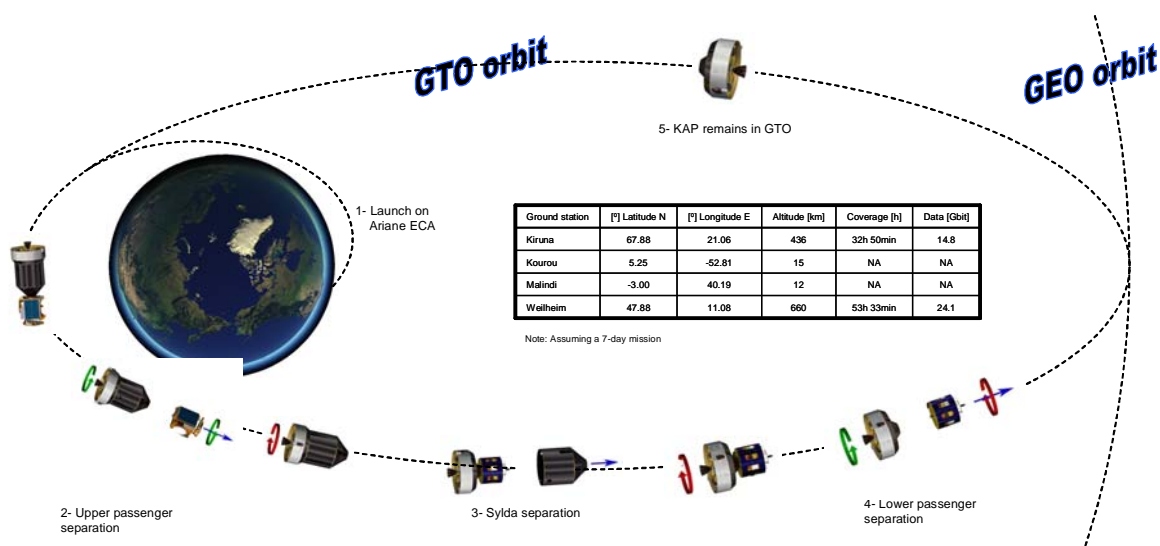 GTO orbit
GEO orbit
5- KAP remains in GTO
1- Launch on
Ariane ECA
Ground station [º] Latitude N [º] Longitude E Altitude [km] Coverage [h] Data [Gbit]
Kiruna 67.88 21.06 436 32h 50min 14.8
Kourou 5.25 -52.81 15 NA NA
Malindi -3.00 40.19 12 NA NA
Weilheim 47.88 11.08 660 53h 33min 24.1
Note: Assuming a 7-day mission
2- Upper passenger
separation
3- Sylda separation
4- Lower passenger
separation